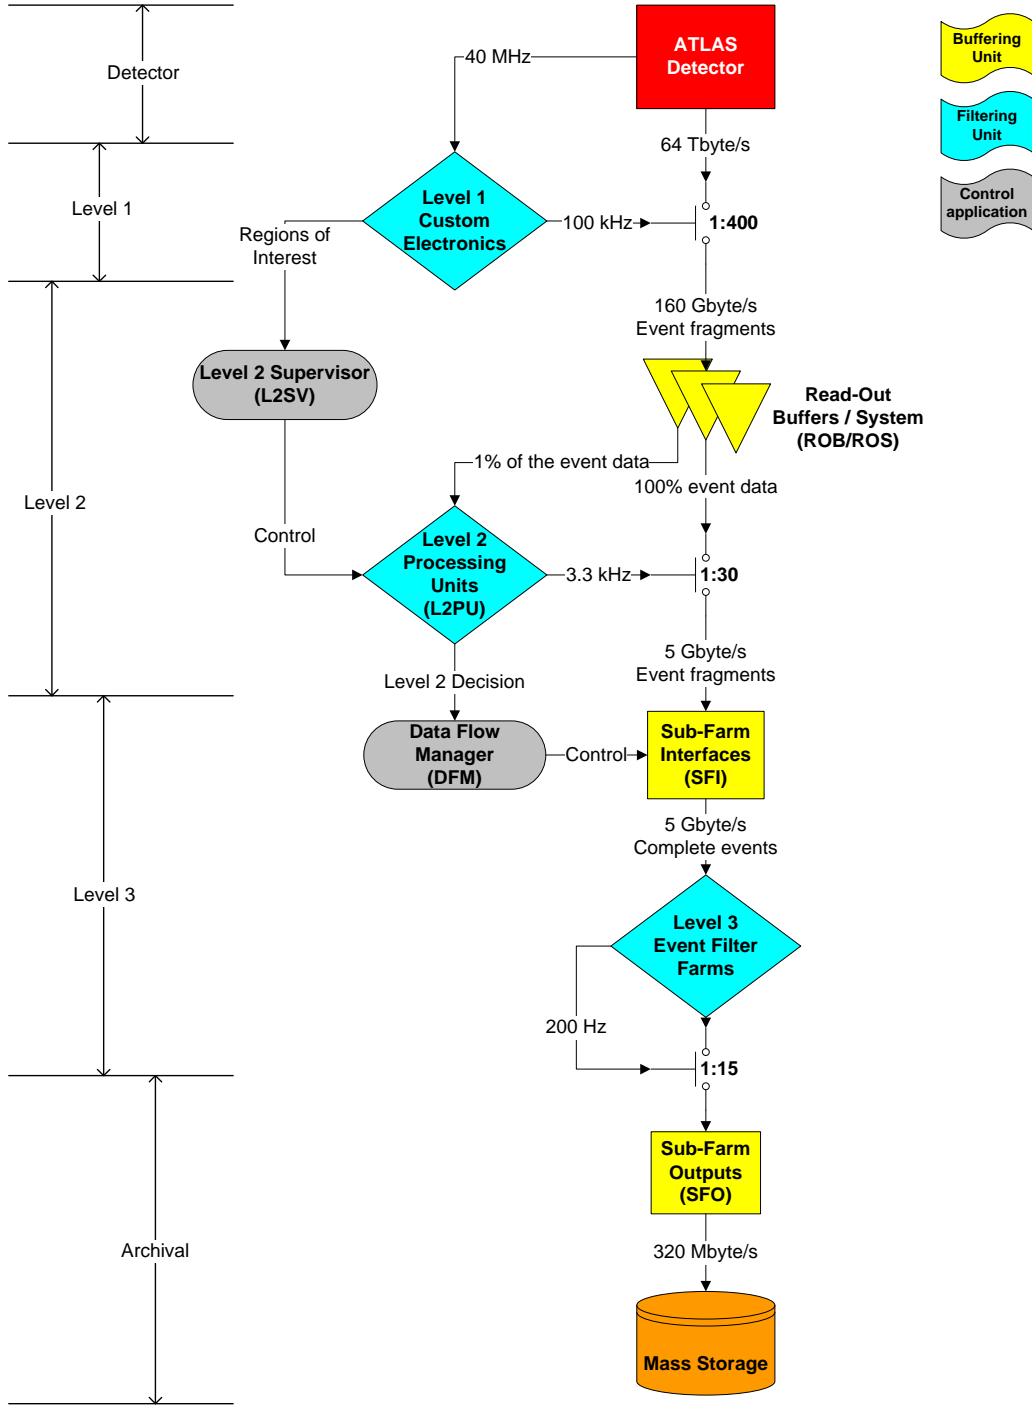 ATLAS
Detector
Buffering
Unit
40 MHz
Detector
Filtering
Unit
64 Tbyte/s
Level 1
Custom
Electronics
Control
application
Level 1
100 kHz
1:400
Regions of
Interest
160 Gbyte/s
Event fragments
Level 2 Supervisor
(L2SV)
Read-Out
Buffers / System
(ROB/ROS)
1% of the event data
100% event data
Level 2
Control
Level 2
Processing
Units
(L2PU)
3.3 kHz
1:30
5 Gbyte/s
Event fragments
Level 2 Decision
Data Flow
Manager
(DFM)
Control
Sub-Farm
Interfaces
(SFI)
5 Gbyte/s
Complete events
Level 3
Level 3
Event Filter
Farms
200 Hz
1:15
Sub-Farm
Outputs
(SFO)
Archival
320 Mbyte/s
Mass Storage